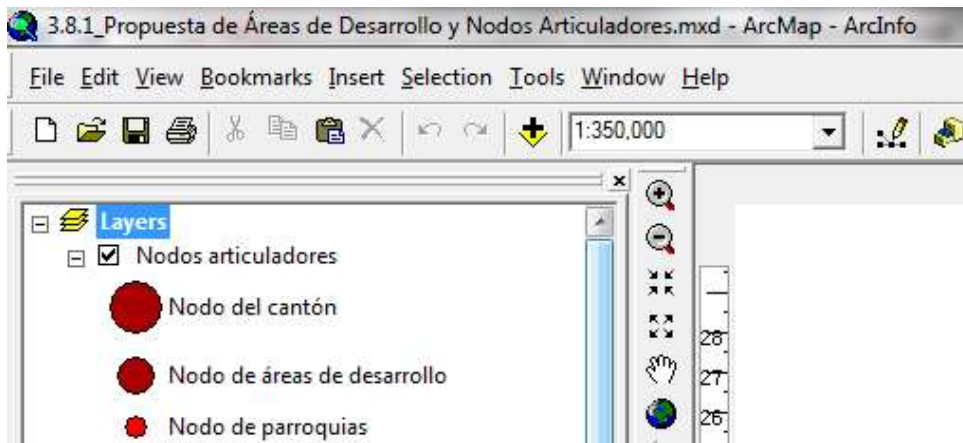 3.8.1_Propuesta de Áreas de Desarrollo y Nodos Articuladores.mxd - ArcMap - ArcInfo
File Edit View Bookmarks Insert Selection Tools Window Help
1:350,000
Layers
Nodos articuladores
Nodo del cantón
Nodo de áreas de desarrollo
Nodo de parroquias
28
27
26